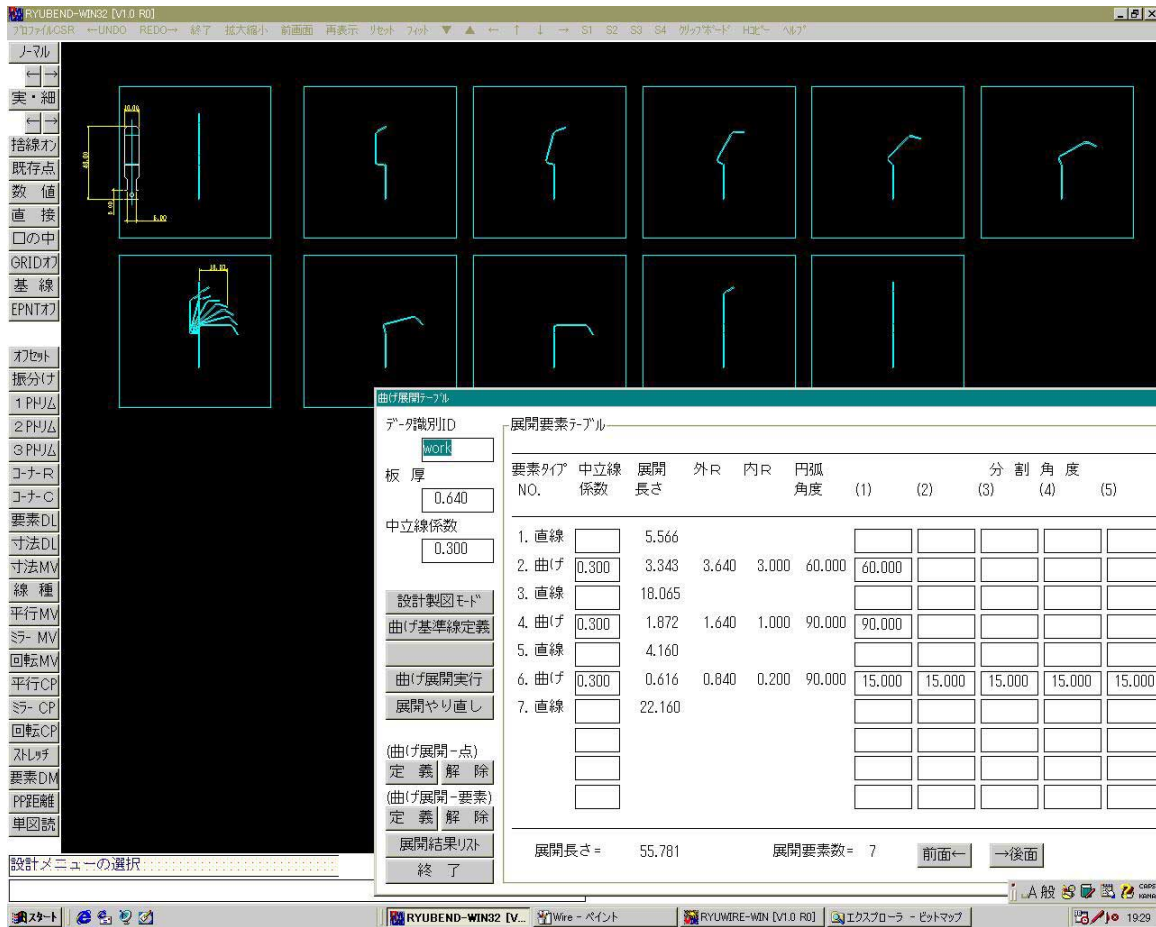 RYUBEND-WIN32 [V1.0 R0]
ﾌﾟﾛﾌｧｲﾙCSR ←UNDO REDO→ 終了 拡大縮小 前画面 再表示 ﾘｾｯﾄ ﾌｨｯﾄ ▼ ▲ ← ↑ ↓ → S1 S2 S3 S4 ｸﾘｯﾌﾟﾎﾞｰﾄﾞ Hｺﾋﾟｰ ﾍﾙﾌﾟ
ﾉｰﾏﾙ
←→
実・細
←→
捨線ｵﾝ
既存点
数 値
直 接
口の中
GRIDｵﾌ
基 線
EPNTｵﾌ
ｵﾌｾｯﾄ
振分け
1 Pﾄﾘﾑ
2 Pﾄﾘﾑ
3 Pﾄﾘﾑ
ｺｰﾅｰR
ｺｰﾅｰC
要素DL
寸法DL
寸法MV
線 種
平行MV
ﾐﾗｰ MV
回転MV
平行CP
ﾐﾗｰ CP
回転CP
ｽﾄﾚｯﾁ
要素DM
PP距離
単図読
10.00
5.00
曲げ展開ﾃｰﾌﾞﾙ
ﾃﾞｰﾀ識別ID
work
板 厚
0.640
中立線係数
0.300
設計製図ﾓｰﾄﾞ
曲げ基準線定義
曲げ展開実行
展開やり直し
(曲げ展開-点)
定 義 解 除
(曲げ展開-要素)
定 義 解 除
展開結果ﾘｽﾄ
終 了
展開要素ﾃｰﾌﾞﾙ
要素ﾀｲﾌﾟ 中立線 展開 外R 内R 円弧 分 割 角 度
NO. 係数 長さ 角度 (1) (2) (3) (4) (5)
1. 直線 5.566
2. 曲げ 0.300 3.343 3.640 3.000 60.000 60.000
3. 直線 18.065
4. 曲げ 0.300 1.872 1.640 1.000 90.000 90.000
5. 直線 4.160
6. 曲げ 0.300 0.616 0.840 0.200 90.000 15.000 15.000 15.000 15.000 15.000
7. 直線 22.160
展開長さ= 55.781 展開要素数= 7 前面← →後面
設計メニューの選択::::::::::::::::::::::::::::
A 般 CAPS
KANA
ｽﾀｰﾄ RYUBEND-WIN32 [V... Wire - ペイント RYUWIRE-WIN [V1.0 R0] エクスプローラ - ビットマップ 19:29